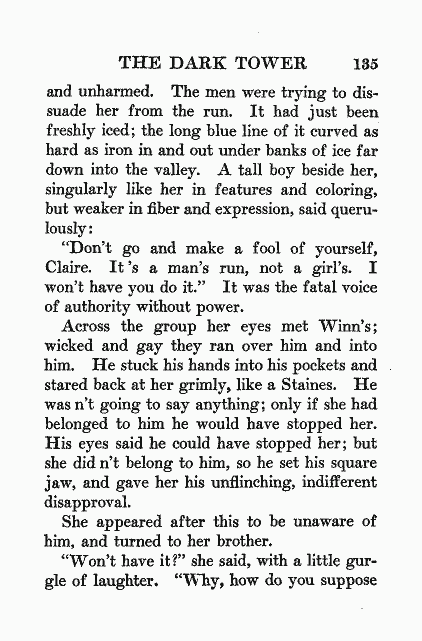 THE DARK TOWER 135
and unharmed. The men were trying to dis-
suade her from the run. It had just been
freshly iced; the long blue line of it curved as
hard as iron in and out under banks of ice far
down into the valley. A tall boy beside her,
singularly like her in features and coloring,
but weaker in fiber and expression, said queru-
lously:
"Don't go and make a fool of yourself,
Claire. It's a man's run, not a girl's. I
won't have you do it." It was the fatal voice
of authority without power.
Across the group her eyes met Winn's;
wicked and gay they ran over him and into
him. He stuck his hands into his pockets and
stared back at her grimly, like a Staines. He
was n't going to say anything; only if she had
belonged to him he would have stopped her.
His eyes said he could have stopped her; but
she did n't belong to him, so he set his square
jaw, and gave her his unflinching, indifferent
disapproval.
She appeared after this to be unaware of
him, and turned to her brother.
"Won't have it?" she said, with a little gur-
gle of laughter. "Why, how do you suppose